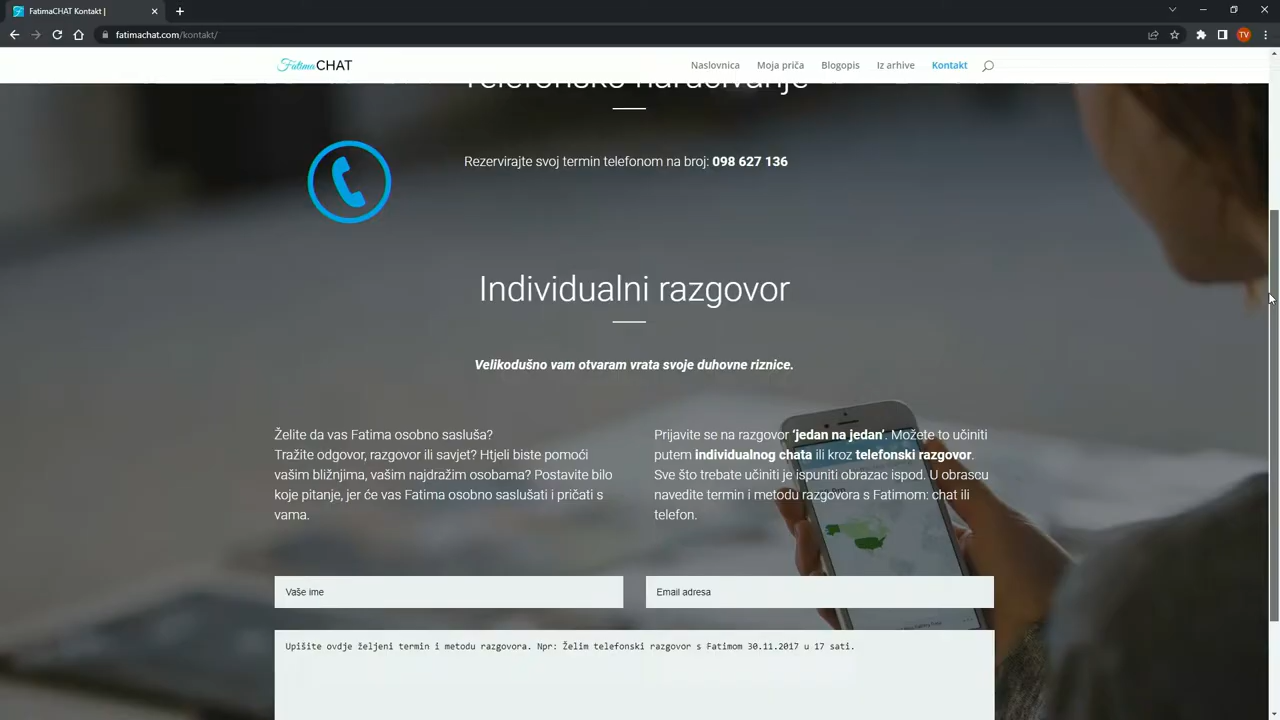 FatimaCHAT Kontakt |
fatimachat.com/kontakt/
TV
Fatima CHAT
Naslovnica
Moja priča
Blogopis
Iz arhive
Kontakt
Telefonsko naručivanje
Rezervirajte svoj termin telefonom na broj: 098 627 136
Individualni razgovor
Velikodušno vam otvaram vrata svoje duhovne riznice.
Želite da vas Fatima osobno sasluša?
Tražite odgovor, razgovor ili savjet? Htjeli biste pomoći
vašim bližnjima, vašim najdražim osobama? Postavite bilo
koje pitanje, jer će vas Fatima osobno saslušati i pričati s
vama.
Prijavite se na razgovor ‘jedan na jedan’. Možete to učiniti
putem individualnog chata ili kroz telefonski razgovor.
Sve što trebate učiniti je ispuniti obrazac ispod. U obrascu
navedite termin i metodu razgovora s Fatimom: chat ili
telefon.
Vaše ime
Email adresa
Upišite ovdje željeni termin i metodu razgovora. Npr: Želim telefonski razgovor s Fatimom 30.11.2017 u 17 sati.